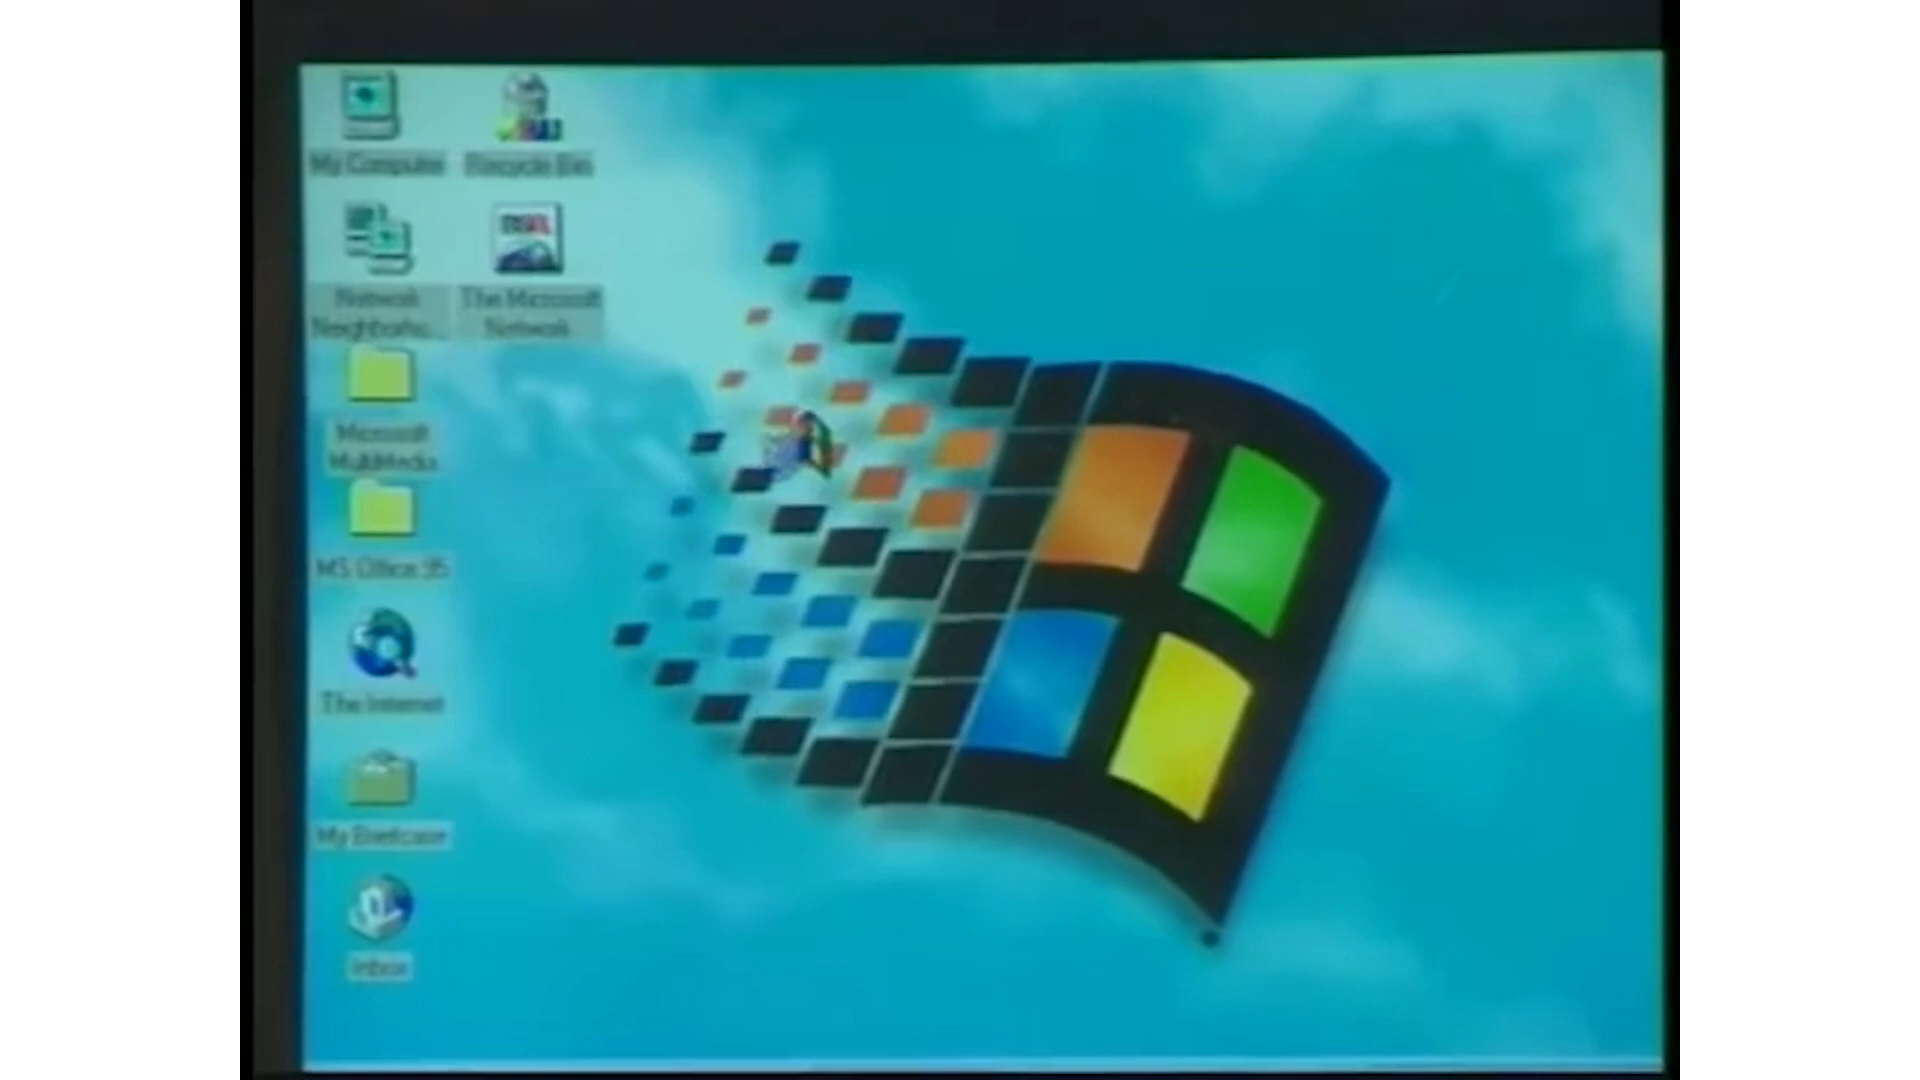 My Computer
Recycle Bin
Network
Neighborho...
The Microsoft
Network
Microsoft
MultiMedia
MS Office 95
The Internet
My Briefcase
Inbox